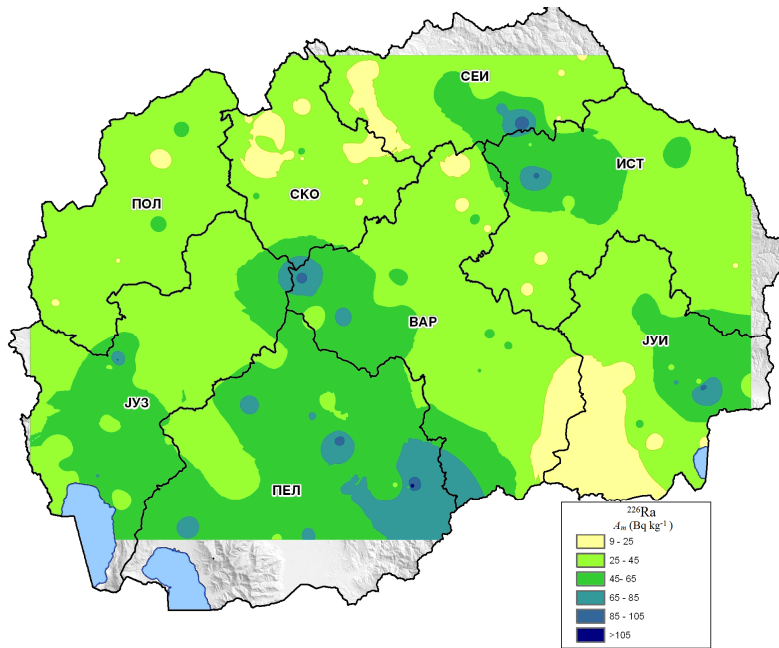 СЕИ
ИСТ
ПОЛ
СКО
ВАР
ЈУИ
ЈУЗ
ПЕЛ
²²⁶Ra
Aₘ (Bq kg⁻¹)
9 - 25
25 - 45
45- 65
65 - 85
85 - 105
>105